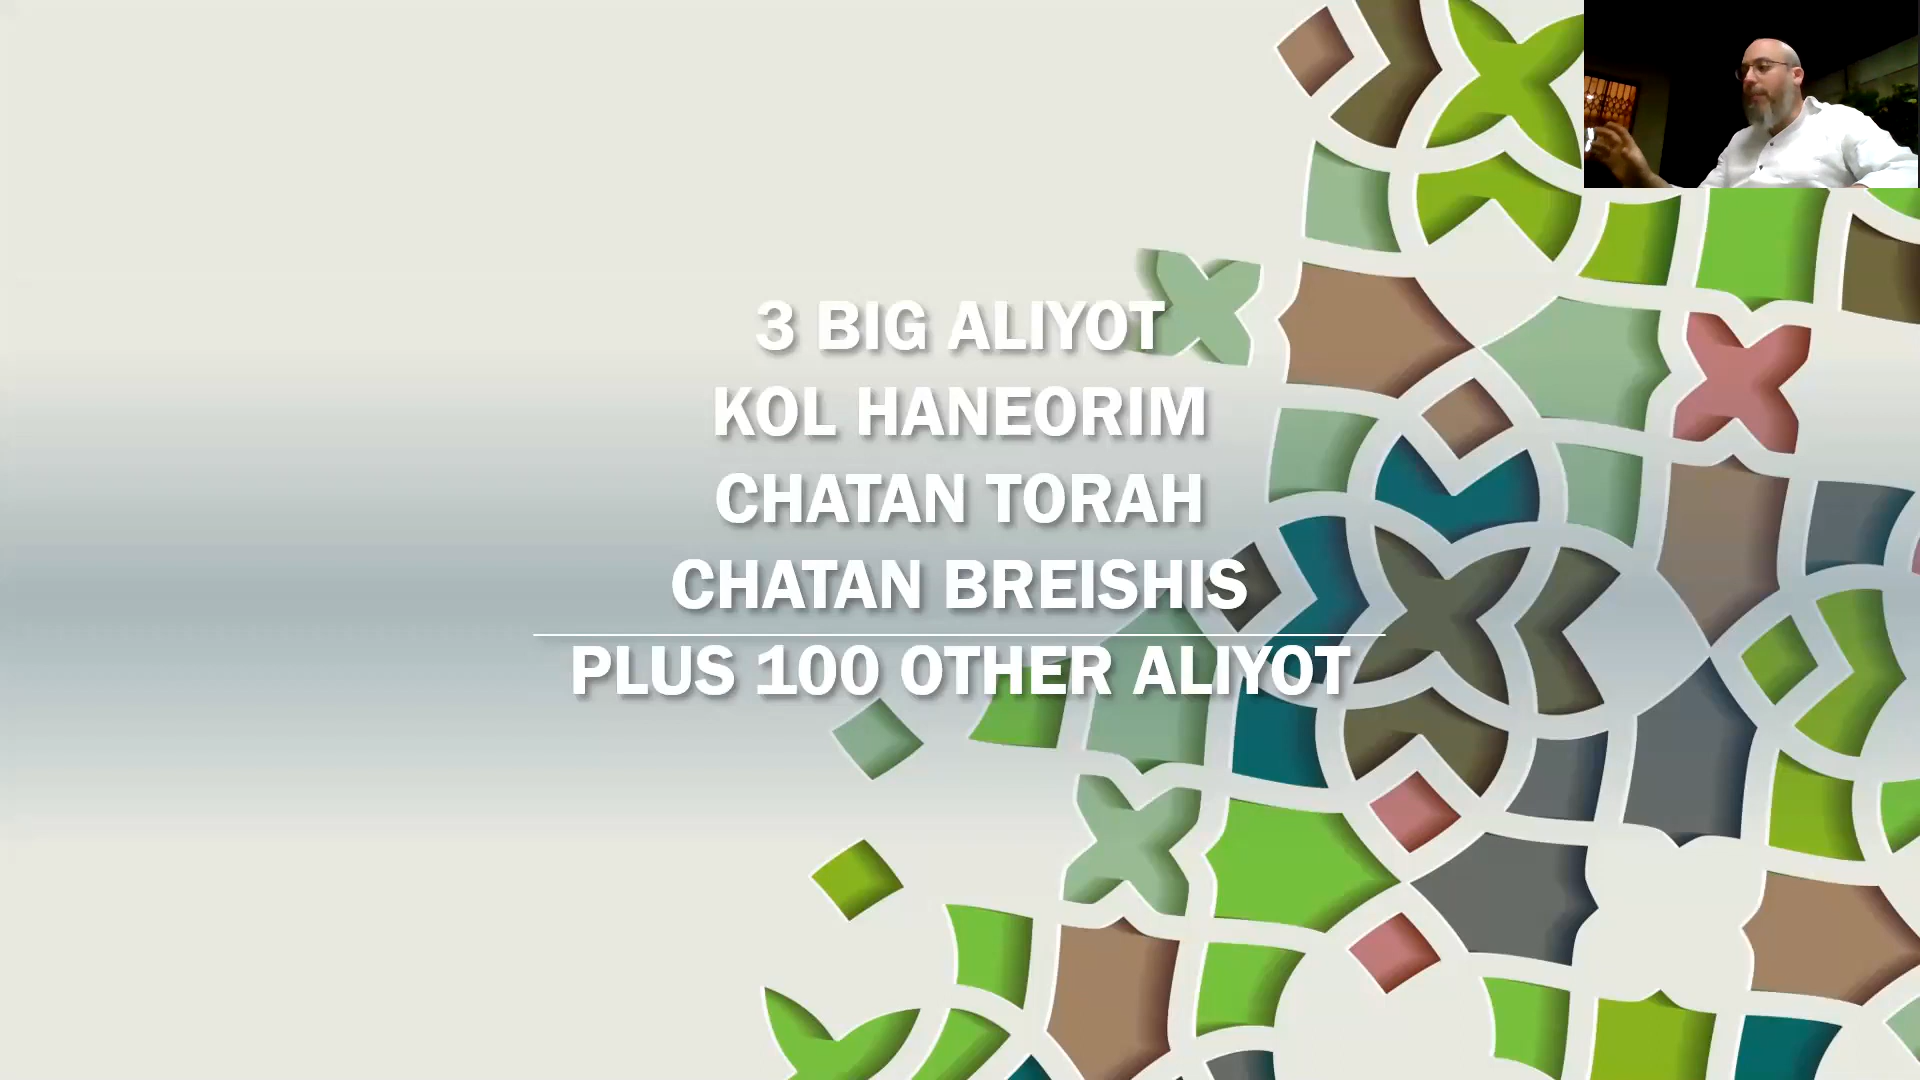 3 BIG ALIYOT
KOL HANEORIM
CHATAN TORAH
CHATAN BREISHIS
PLUS 100 OTHER ALIYOT